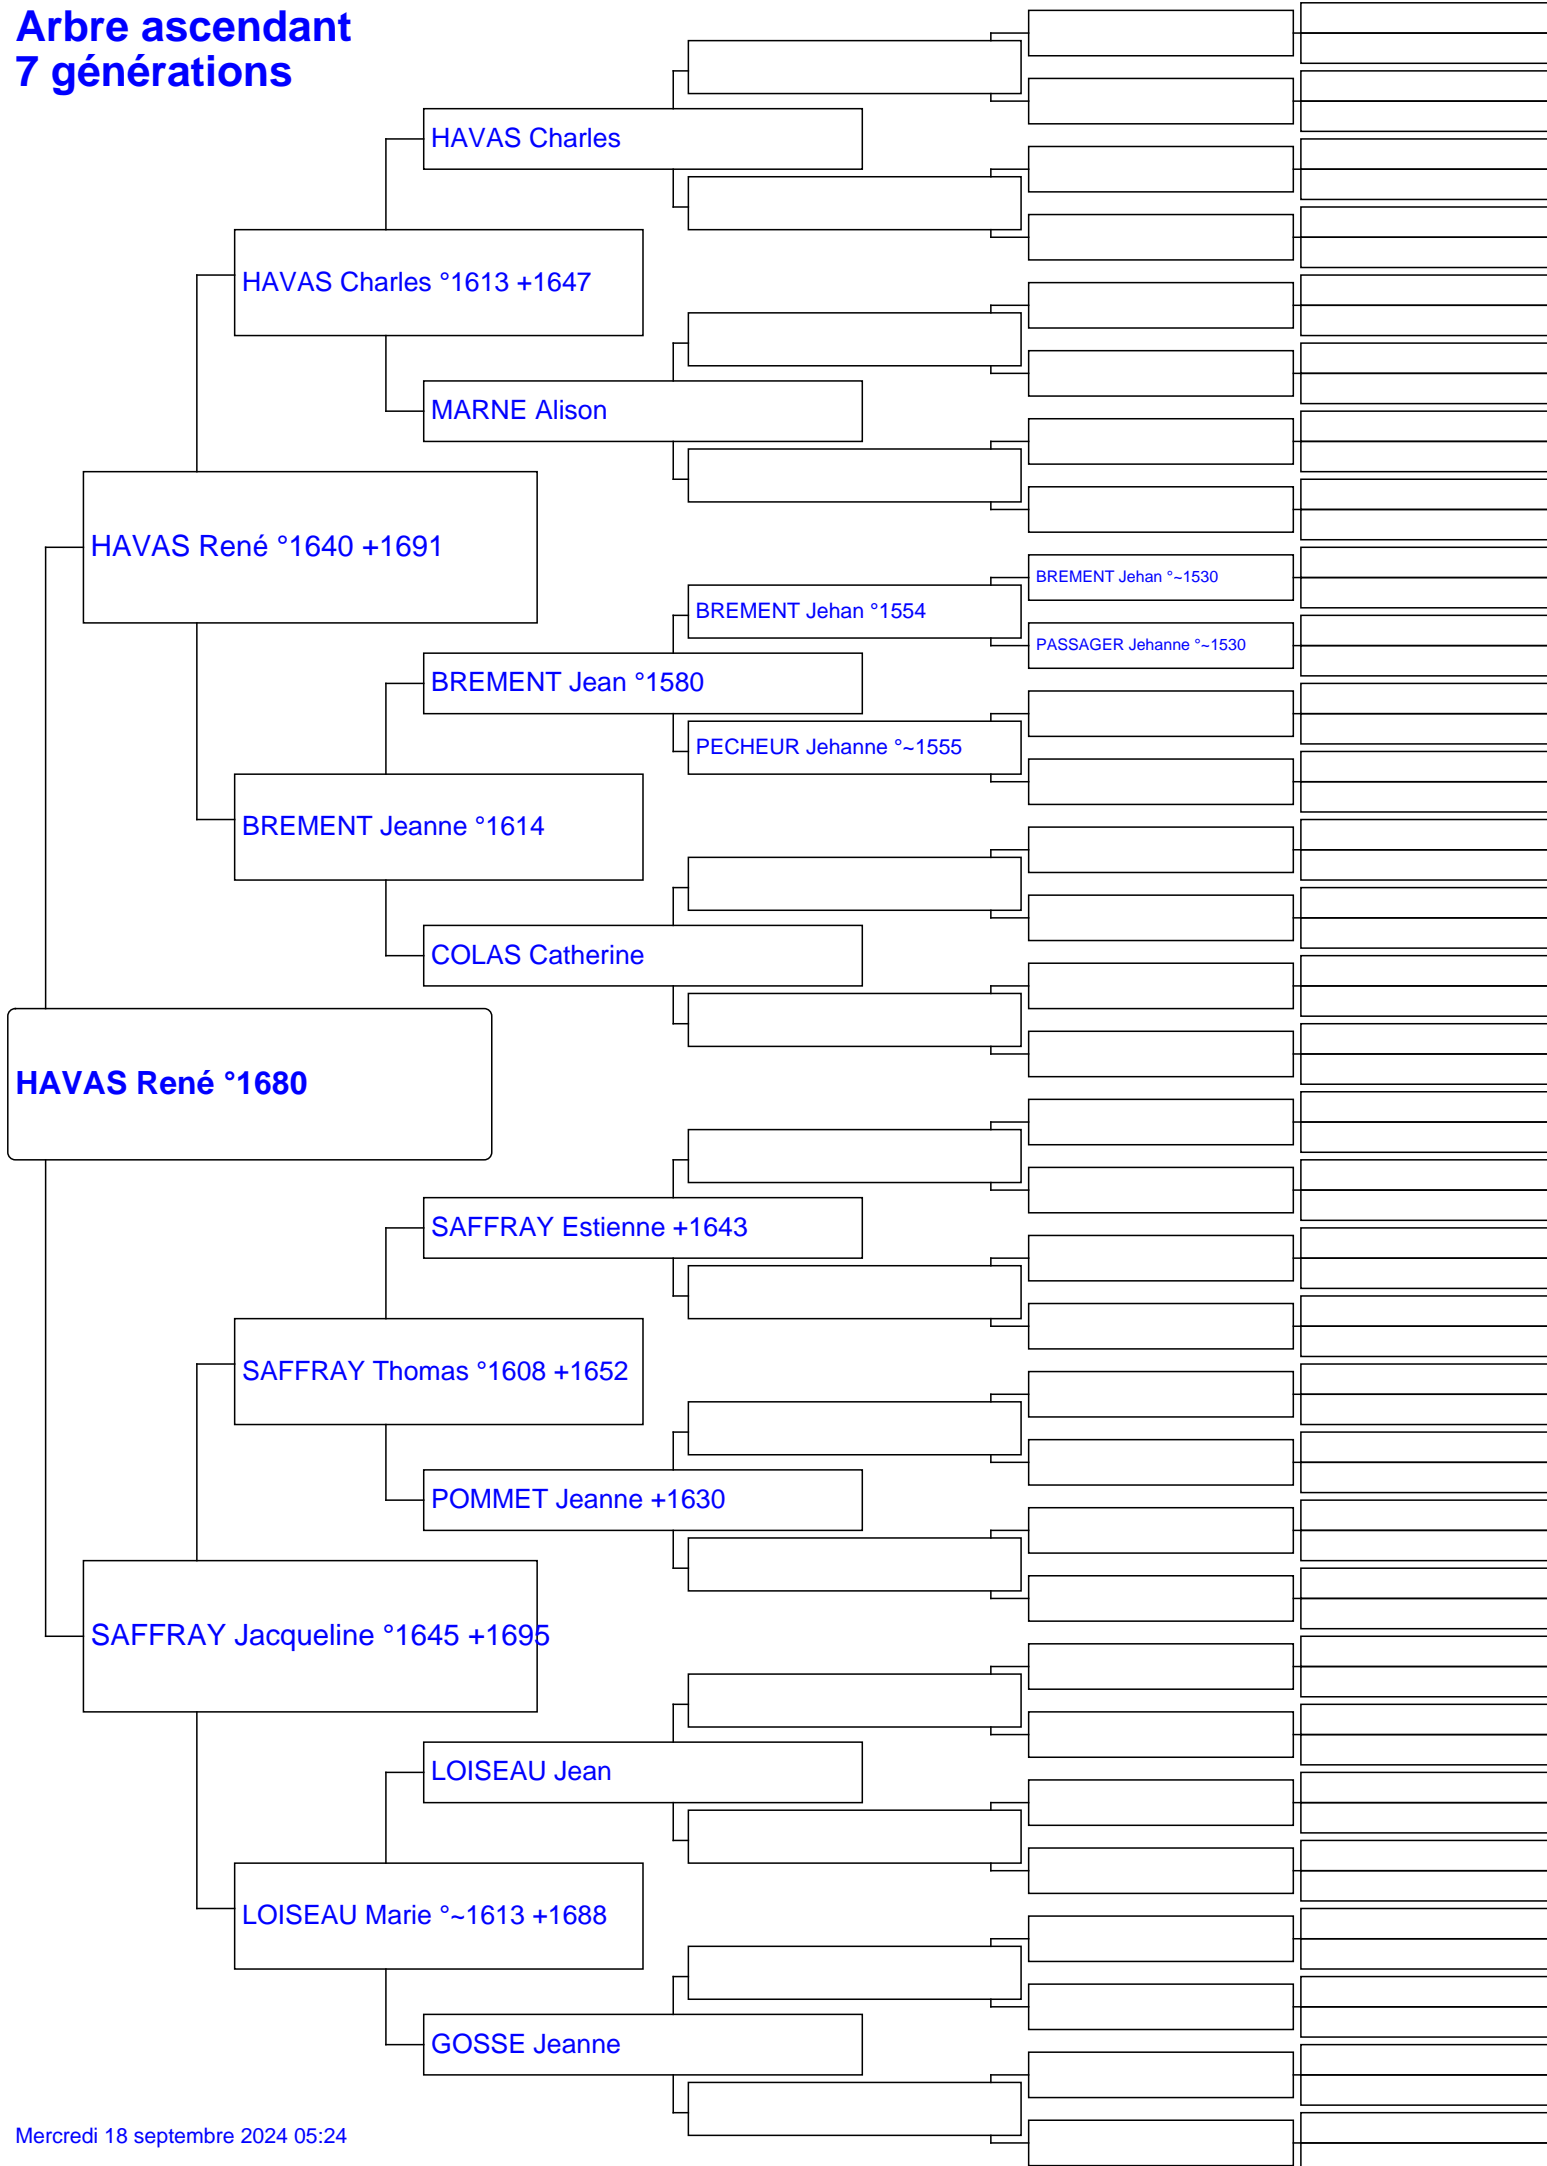 Arbre ascendant
7 générations
HAVAS Charles
HAVAS Charles °1613 +1647
MARNE Alison
HAVAS René °1640 +1691
BREMENT Jehan °~1530
BREMENT Jehan °1554
PASSAGER Jehanne °~1530
BREMENT Jean °1580
PECHEUR Jehanne °~1555
BREMENT Jeanne °1614
COLAS Catherine
HAVAS René °1680
SAFFRAY Estienne +1643
SAFFRAY Thomas °1608 +1652
POMMET Jeanne +1630
SAFFRAY Jacqueline °1645 +1695
LOISEAU Jean
LOISEAU Marie °~1613 +1688
GOSSE Jeanne
Mercredi 18 septembre 2024 05:24